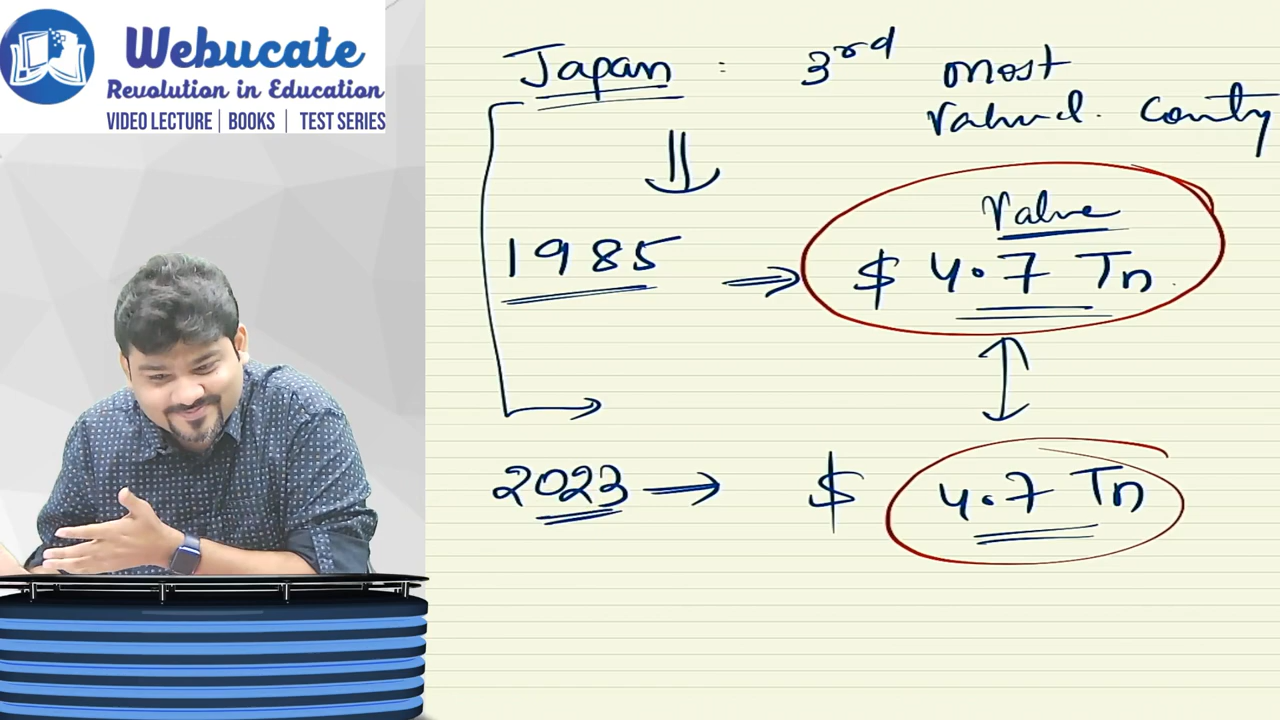 Webucate
Revolution in Education
VIDEO LECTURE | BOOKS | TEST SERIES
Japan : 3rd most
Valued. County
Value
1985 ⇒ $ 4.7 Tn
2023 → $ 4.7 Tn